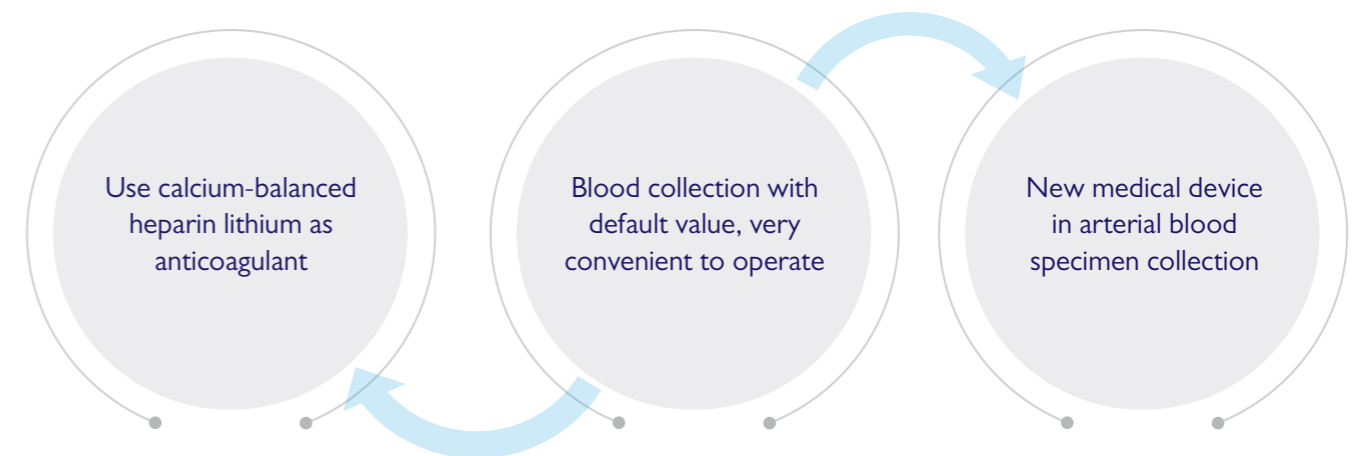 Use calcium-balanced
heparin lithium as
anticoagulant
Blood collection with
default value, very
convenient to operate
New medical device
in arterial blood
specimen collection